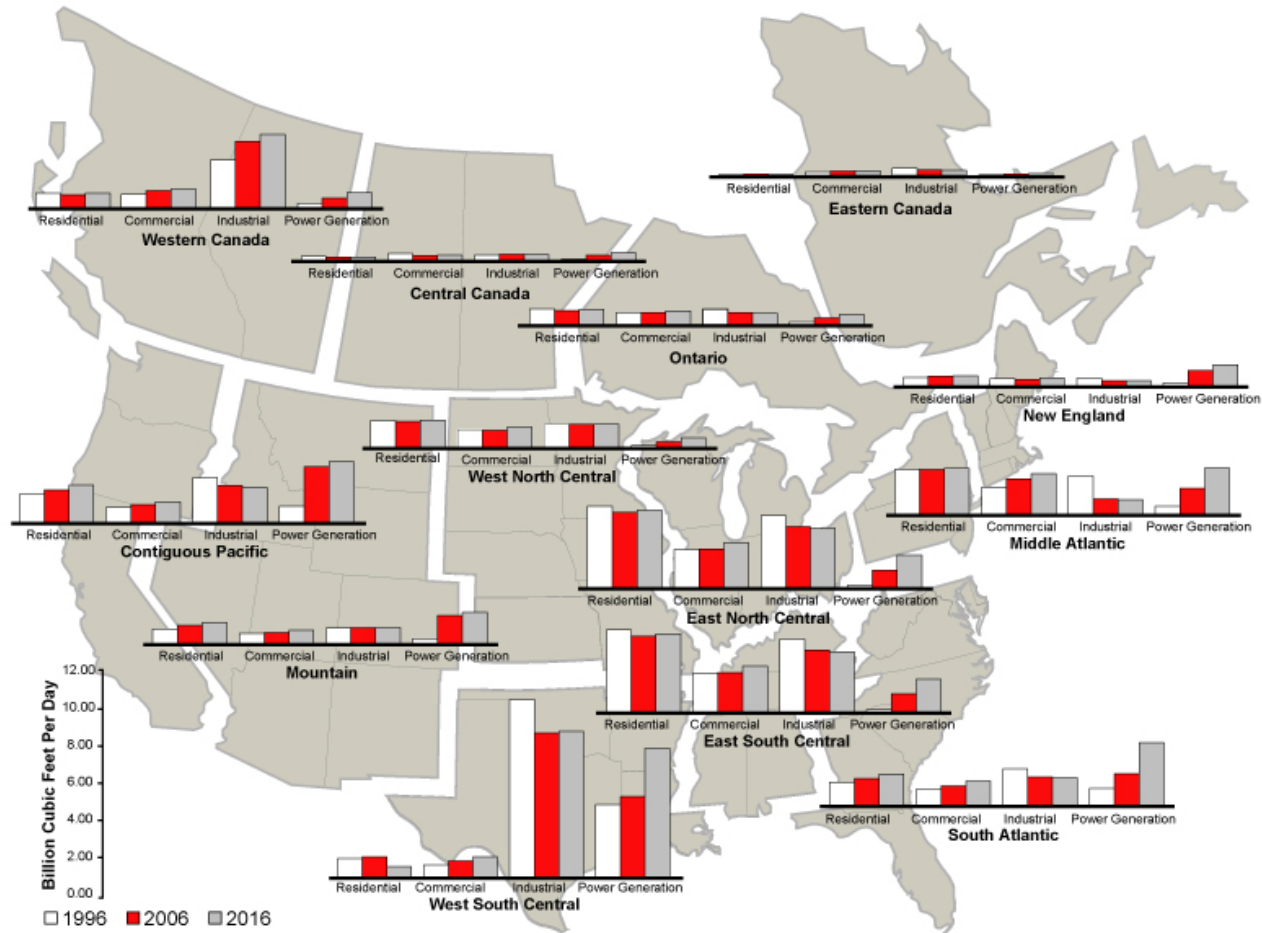 Residential Commercial Industrial Power Generation
Eastern Canada
Residential Commercial Industrial Power Generation
Western Canada
Residential Commercial Industrial Power Generation
Central Canada
Residential Commercial Industrial Power Generation
Ontario
Residential Commercial Industrial Power Generation
New England
Residential Commercial Industrial Power Generation
West North Central
Residential Commercial Industrial Power Generation
Contiguous Pacific
Residential Commercial Industrial Power Generation
Middle Atlantic
Residential Commercial Industrial Power Generation
East North Central
Residential Commercial Industrial Power Generation
Mountain
Residential Commercial Industrial Power Generation
East South Central
Residential Commercial Industrial Power Generation
South Atlantic
Billion Cubic Feet Per Day
12.00
10.00
8.00
6.00
4.00
2.00
0.00
Residential Commercial Industrial Power Generation
West South Central
1996 2006 2016